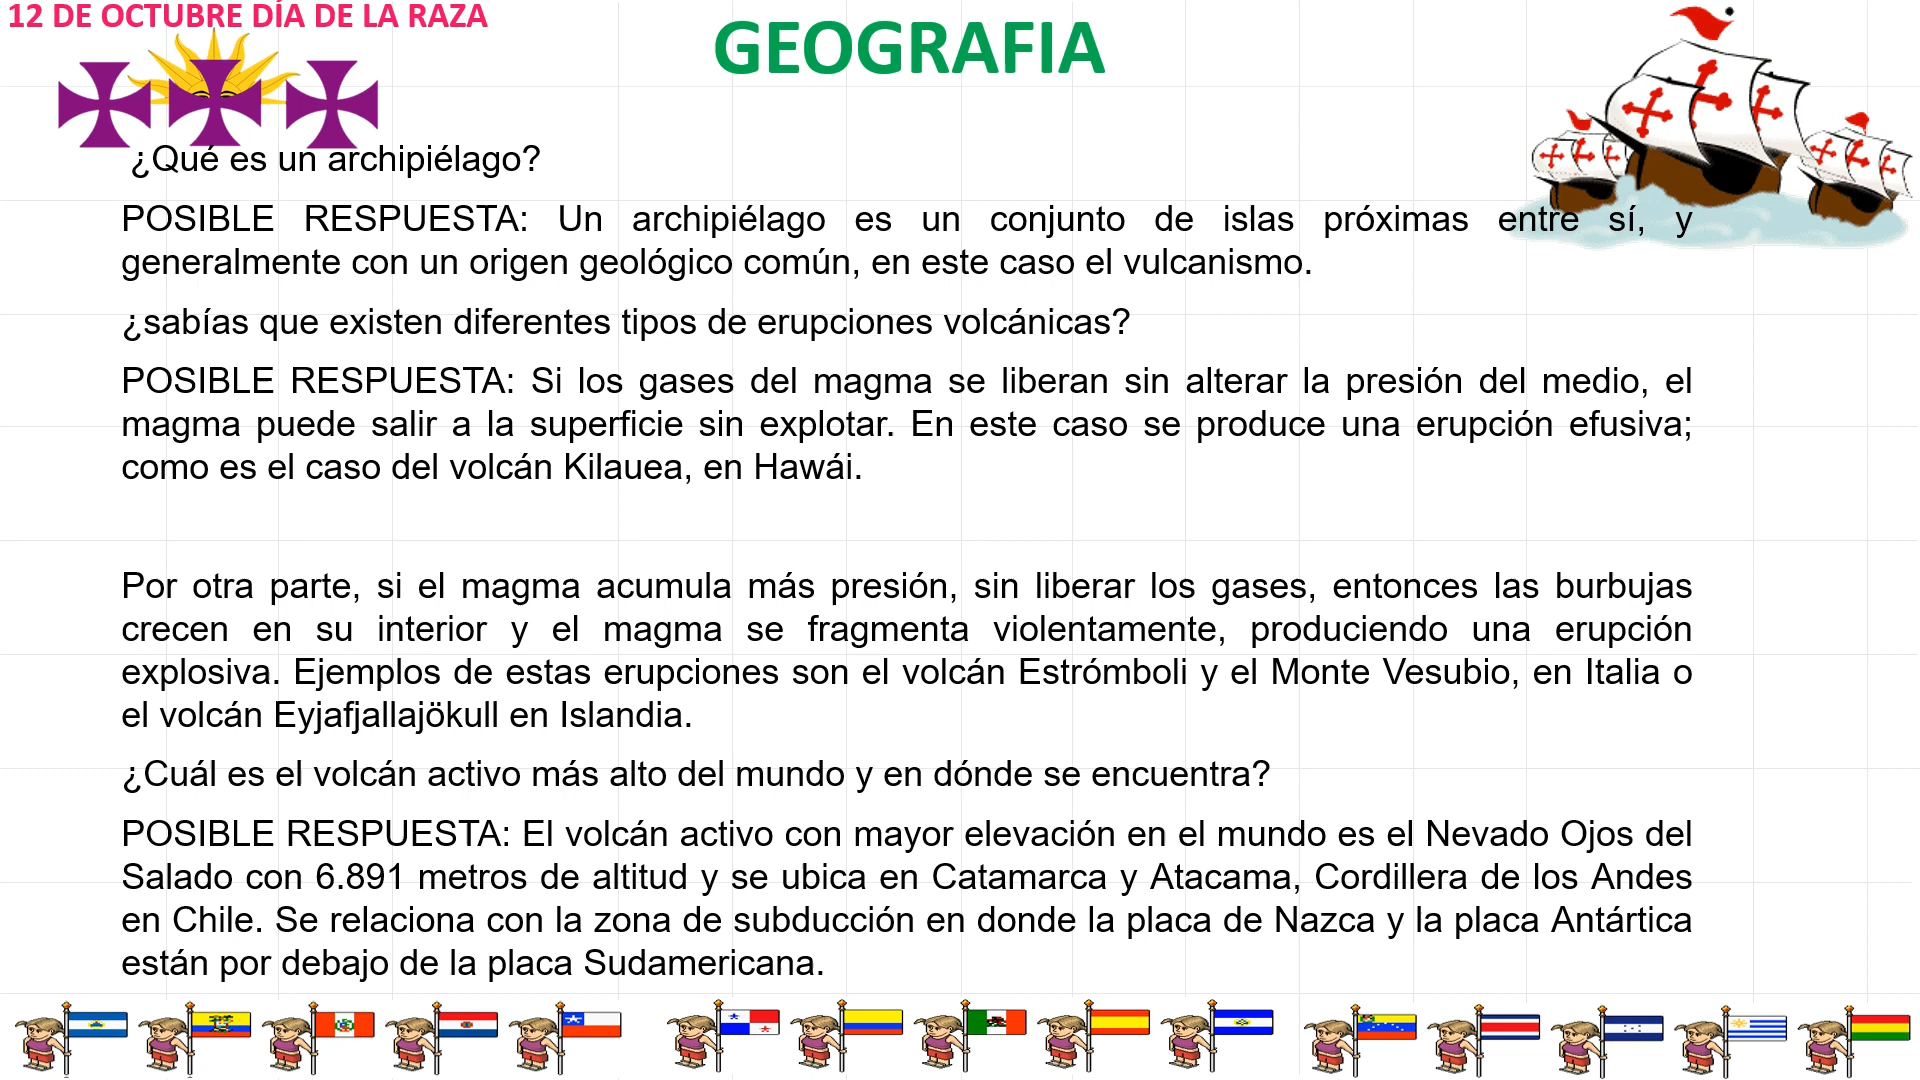 12 DE OCTUBRE DÍA DE LA RAZA
GEOGRAFIA
¿Qué es un archipiélago?
POSIBLE RESPUESTA: Un archipiélago es un conjunto de islas próximas entre sí, y
generalmente con un origen geológico común, en este caso el vulcanismo.
¿sabías que existen diferentes tipos de erupciones volcánicas?
POSIBLE RESPUESTA: Si los gases del magma se liberan sin alterar la presión del medio, el
magma puede salir a la superficie sin explotar. En este caso se produce una erupción efusiva;
como es el caso del volcán Kilauea, en Hawái.
Por otra parte, si el magma acumula más presión, sin liberar los gases, entonces las burbujas
crecen en su interior y el magma se fragmenta violentamente, produciendo una erupción
explosiva. Ejemplos de estas erupciones son el volcán Estrómboli y el Monte Vesubio, en Italia o
el volcán Eyjafjallajökull en Islandia.
¿Cuál es el volcán activo más alto del mundo y en dónde se encuentra?
POSIBLE RESPUESTA: El volcán activo con mayor elevación en el mundo es el Nevado Ojos del
Salado con 6.891 metros de altitud y se ubica en Catamarca y Atacama, Cordillera de los Andes
en Chile. Se relaciona con la zona de subducción en donde la placa de Nazca y la placa Antártica
están por debajo de la placa Sudamericana.